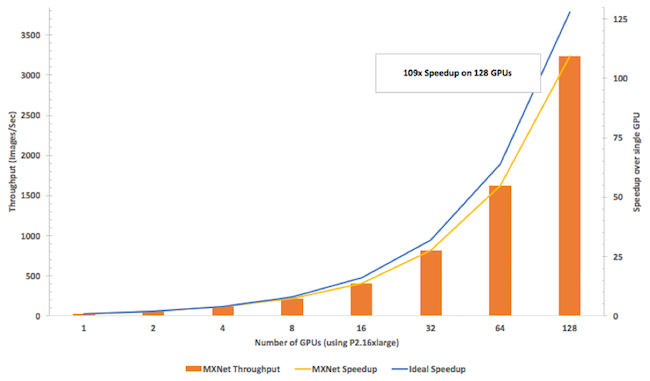 3500
3000
2500
2000
1500
1000
500
0
Throughput (Images/Sec)
109x Speedup on 128 GPUs
125
100
75
50
25
0
Speedup over single GPU
1 2 4 8 16 32 64 128
Number of GPUs (using P2.16xlarge)
MXNet Throughput MXNet Speedup Ideal Speedup